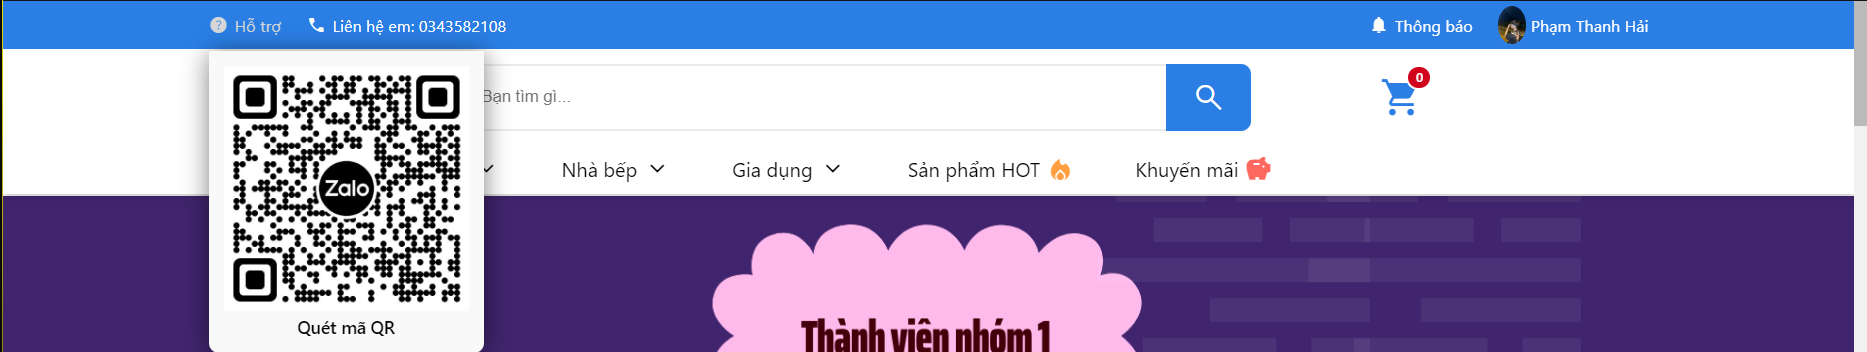 Hỗ trợ
Liên hệ em: 0343582108
Thông báo
Phạm Thanh Hải
Bạn tìm gì...
0
Nhà bếp
Gia dụng
Sản phẩm HOT
Khuyến mãi
Zalo
Quét mã QR
Thành viên nhóm 1